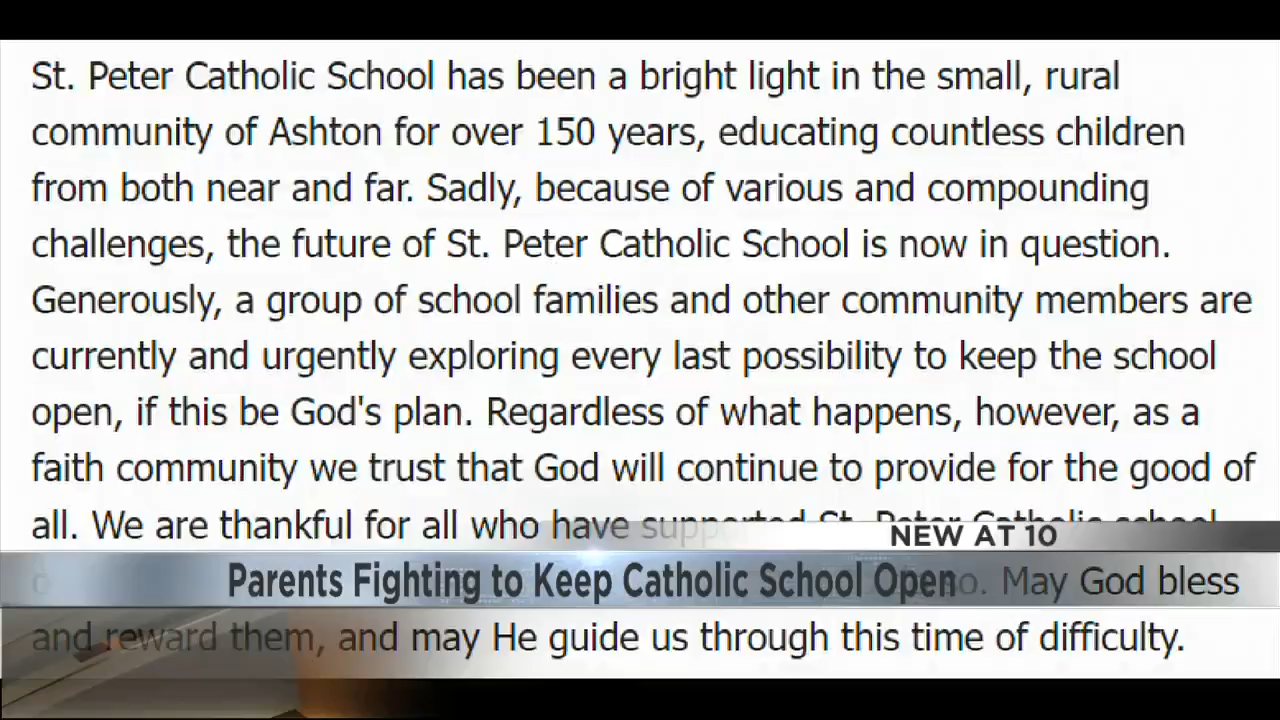 St. Peter Catholic School has been a bright light in the small, rural
community of Ashton for over 150 years, educating countless children
from both near and far. Sadly, because of various and compounding
challenges, the future of St. Peter Catholic School is now in question.
Generously, a group of school families and other community members are
currently and urgently exploring every last possibility to keep the school
open, if this be God's plan. Regardless of what happens, however, as a
faith community we trust that God will continue to provide for the good of
all. We are thankful for all who have supported St. Peter Catholic school
NEW AT 10
Parents Fighting to Keep Catholic School Open
so. May God bless
and reward them, and may He guide us through this time of difficulty.